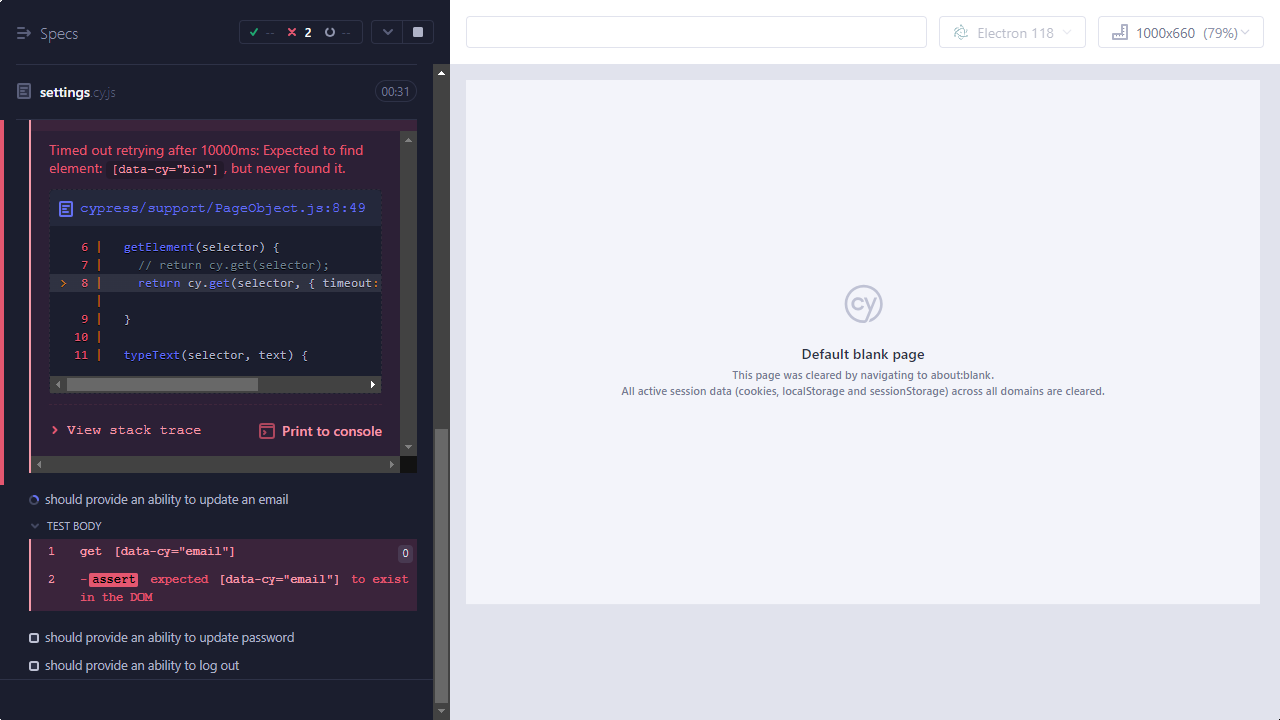 Specs
-- 2 --
settings.cy.js
00:31
Timed out retrying after 10000ms: Expected to find
element: [data-cy="bio"], but never found it.
cypress/support/PageObject.js:8:49
6 | getElement(selector) {
7 | // return cy.get(selector);
> 8 | return cy.get(selector, { timeout:
|
9 | }
10 |
11 | typeText(selector, text) {
> View stack trace
Print to console
should provide an ability to update an email
TEST BODY
1 get [data-cy="email"] 0
2 -assert expected [data-cy="email"] to exist
in the DOM
should provide an ability to update password
should provide an ability to log out
Electron 118
1000x660 (79%)
cy
Default blank page
This page was cleared by navigating to about:blank.
All active session data (cookies, localStorage and sessionStorage) across all domains are cleared.